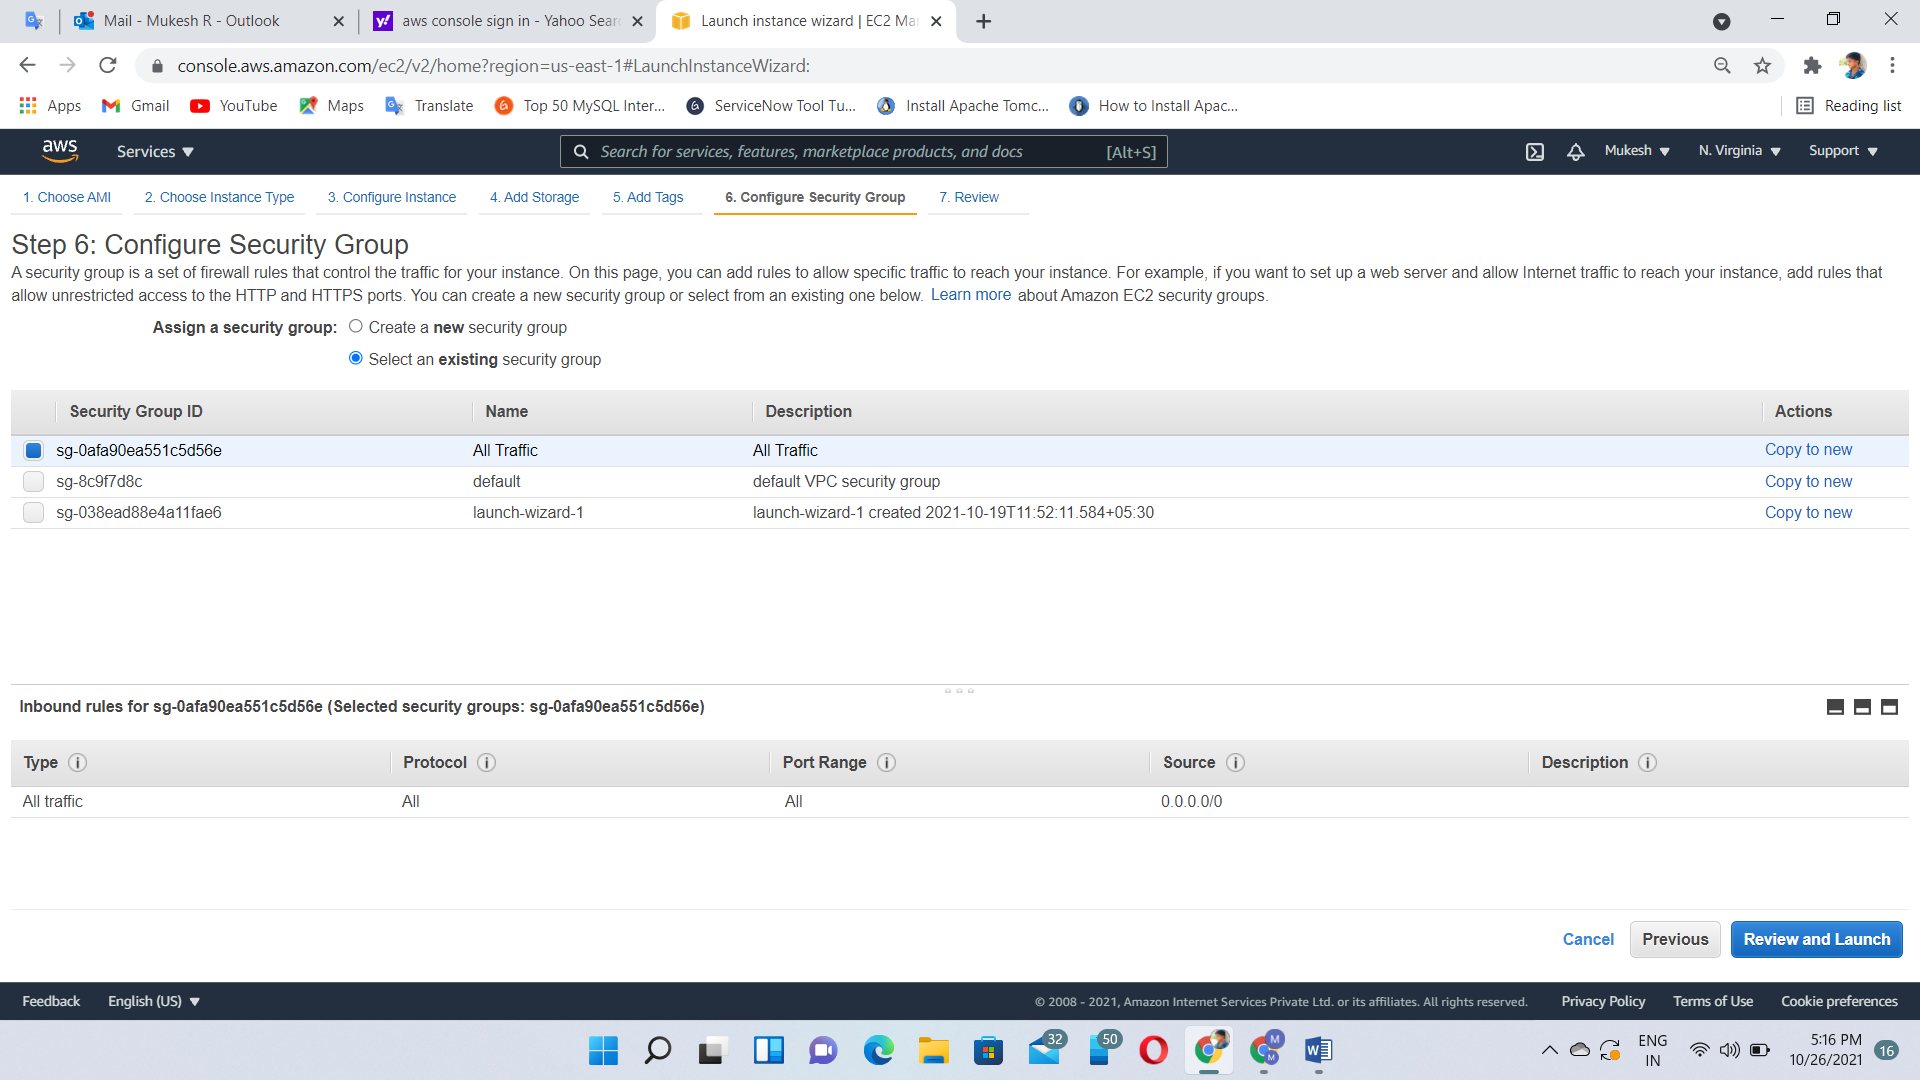 Mail - Mukesh R - Outlook
aws console sign in - Yahoo Sear
Launch instance wizard | EC2 Ma
console.aws.amazon.com/ec2/v2/home?region=us-east-1#LaunchInstanceWizard:
Apps
Gmail
YouTube
Maps
Translate
Top 50 MySQL Inter...
ServiceNow Tool Tu...
Install Apache Tomc...
How to Install Apac...
Reading list
aws
Services
Search for services, features, marketplace products, and docs
[Alt+S]
Mukesh
N. Virginia
Support
1. Choose AMI
2. Choose Instance Type
3. Configure Instance
4. Add Storage
5. Add Tags
6. Configure Security Group
7. Review
Step 6: Configure Security Group
A security group is a set of firewall rules that control the traffic for your instance. On this page, you can add rules to allow specific traffic to reach your instance. For example, if you want to set up a web server and allow Internet traffic to reach your instance, add rules that
allow unrestricted access to the HTTP and HTTPS ports. You can create a new security group or select from an existing one below. Learn more about Amazon EC2 security groups.
Assign a security group:
Create a new security group
Select an existing security group
Security Group ID
Name
Description
Actions
sg-0afa90ea551c5d56e
All Traffic
All Traffic
Copy to new
sg-8c9f7d8c
default
default VPC security group
Copy to new
sg-038ead88e4a11fae6
launch-wizard-1
launch-wizard-1 created 2021-10-19T11:52:11.584+05:30
Copy to new
Inbound rules for sg-0afa90ea551c5d56e (Selected security groups: sg-0afa90ea551c5d56e)
Type
Protocol
Port Range
Source
Description
All traffic
All
All
0.0.0.0/0
Cancel
Previous
Review and Launch
Feedback
English (US)
© 2008 - 2021, Amazon Internet Services Private Ltd. or its affiliates. All rights reserved.
Privacy Policy
Terms of Use
Cookie preferences
32
50
M
M
ENG
IN
5:16 PM
10/26/2021
16